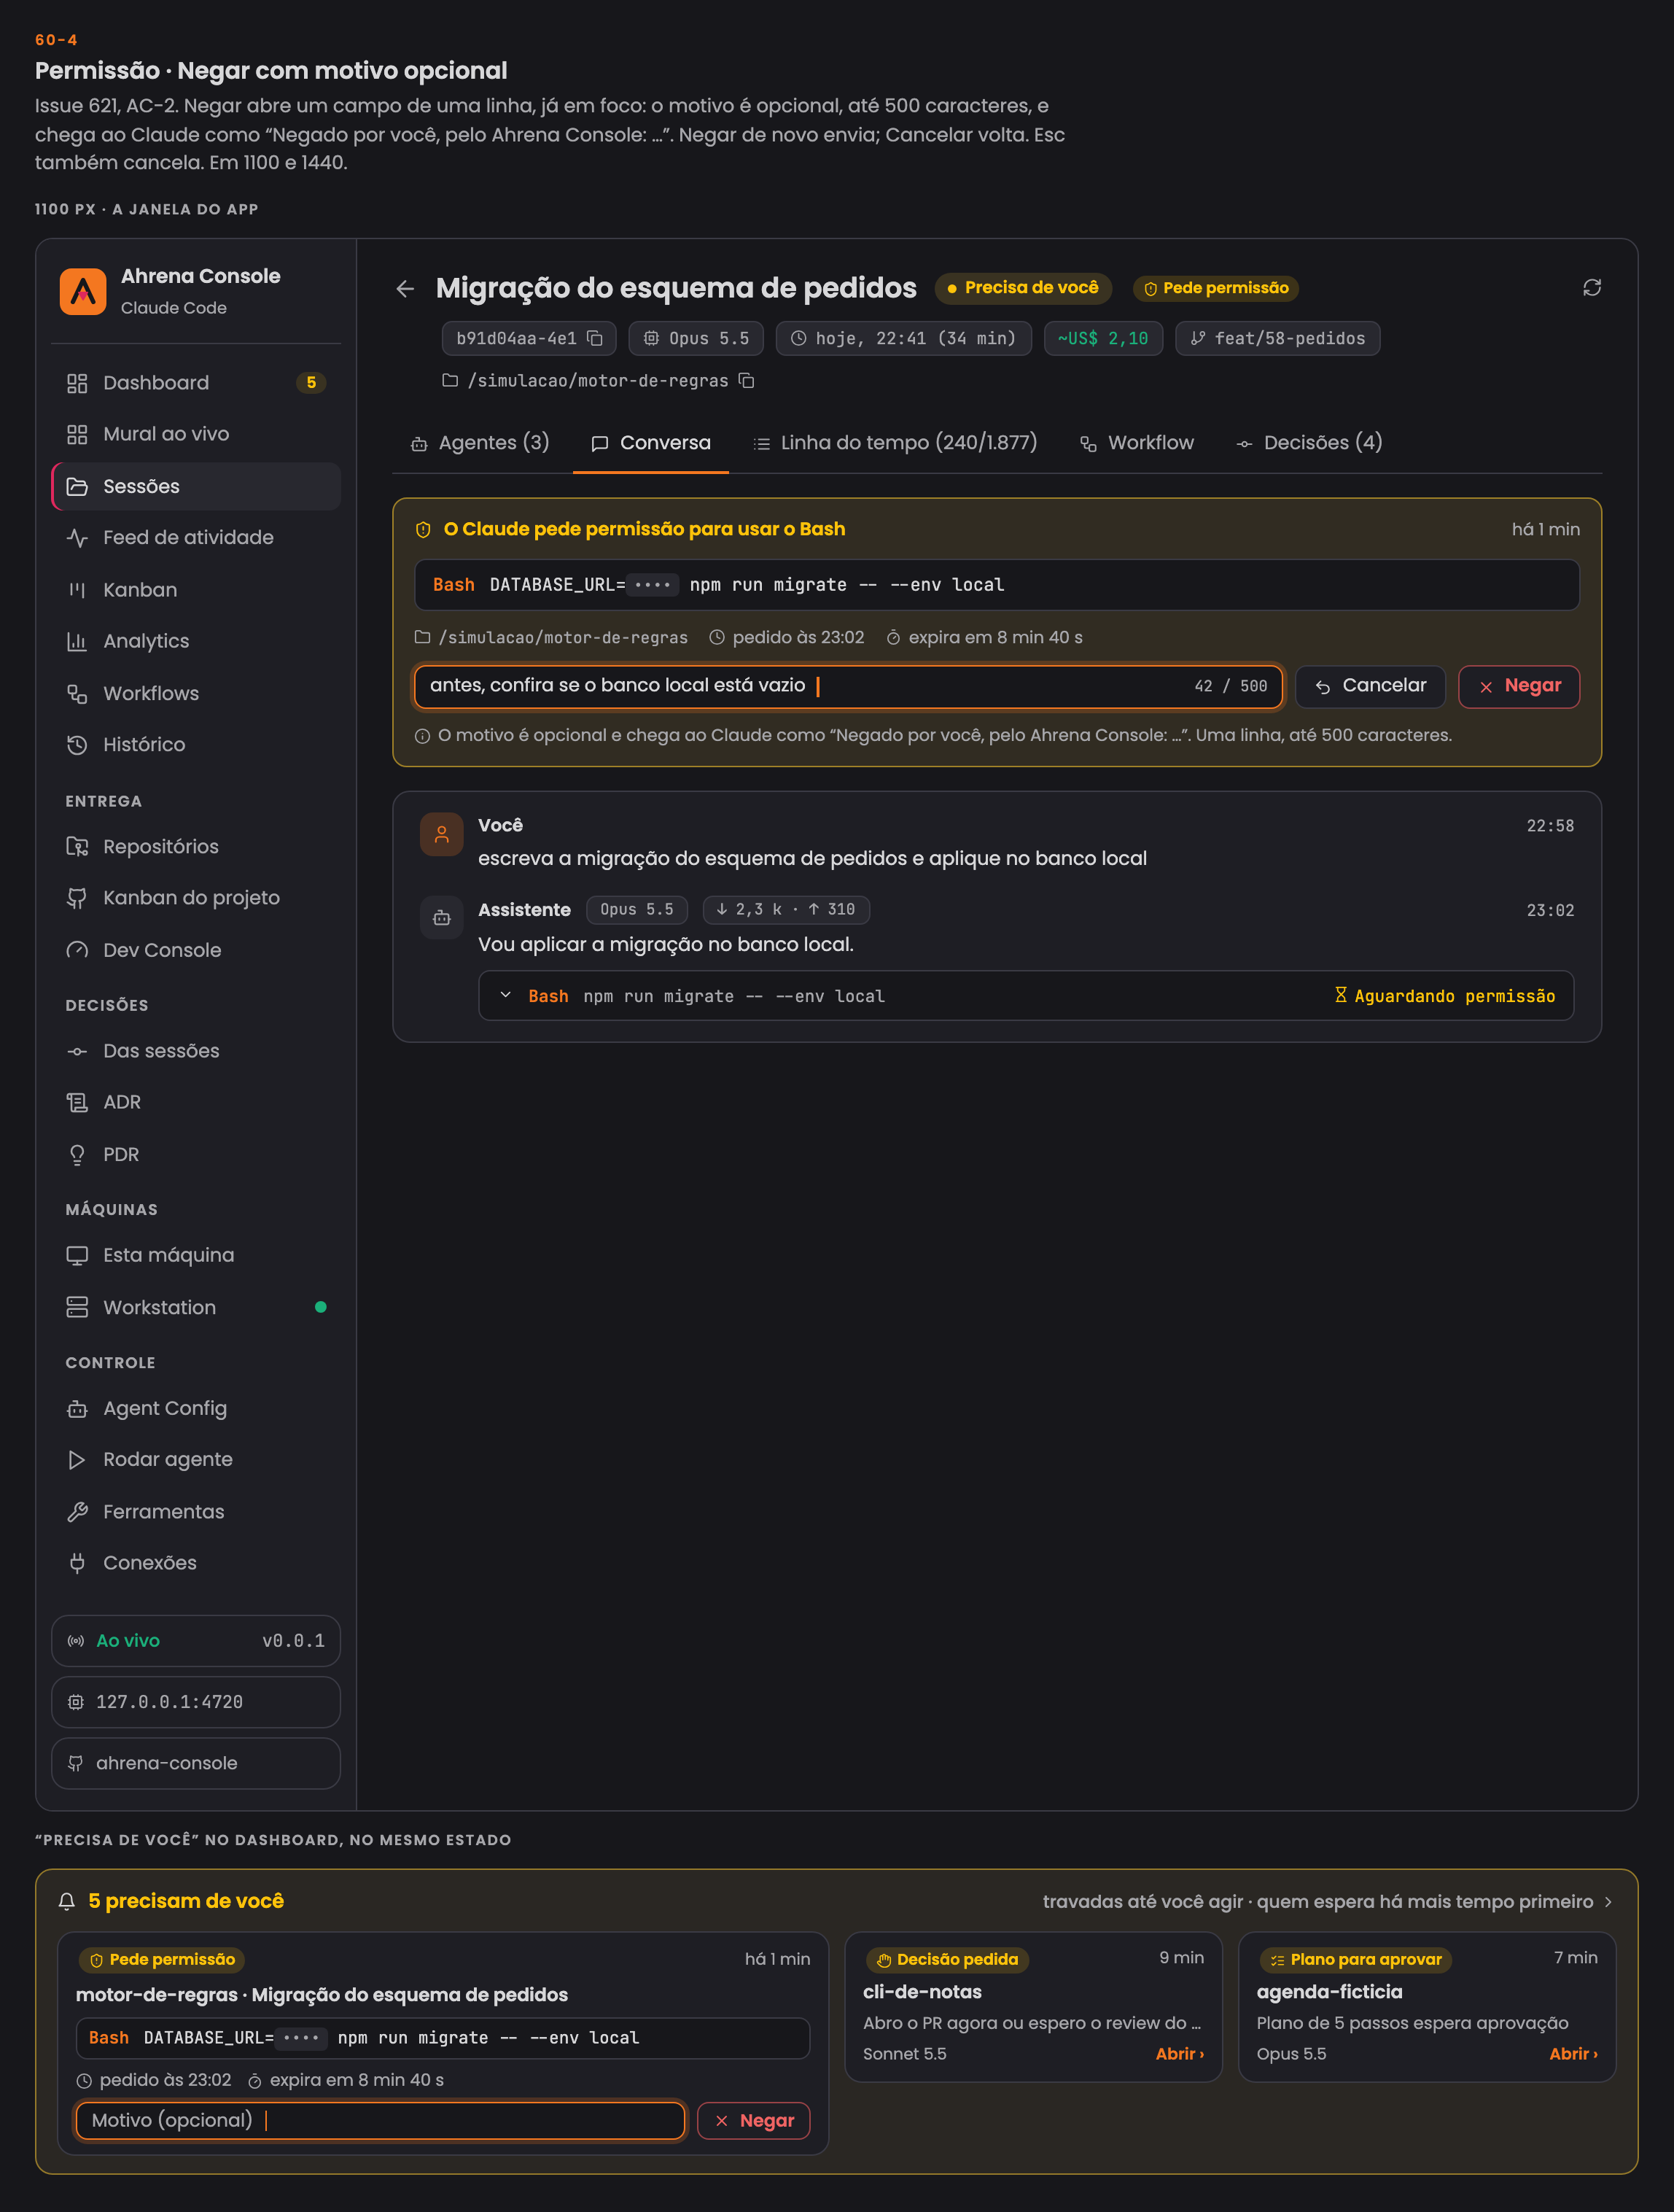 60-4
Permissão · Negar com motivo opcional
Issue 621, AC-2. Negar abre um campo de uma linha, já em foco: o motivo é opcional, até 500 caracteres, e
chega ao Claude como “Negado por você, pelo Ahrena Console: …”. Negar de novo envia; Cancelar volta. Esc
também cancela. Em 1100 e 1440.
1100 PX · A JANELA DO APP
Ahrena Console
Claude Code
Dashboard 5
Mural ao vivo
Sessões
Feed de atividade
Kanban
Analytics
Workflows
Histórico
ENTREGA
Repositórios
Kanban do projeto
Dev Console
DECISÕES
Das sessões
ADR
PDR
MÁQUINAS
Esta máquina
Workstation
CONTROLE
Agent Config
Rodar agente
Ferramentas
Conexões
Ao vivo v0.0.1
127.0.0.1:4720
ahrena-console
Migração do esquema de pedidos Precisa de você Pede permissão
b91d04aa-4e1 Opus 5.5 hoje, 22:41 (34 min) ~US$ 2,10 feat/58-pedidos
/simulacao/motor-de-regras
Agentes (3) Conversa Linha do tempo (240/1.877) Workflow Decisões (4)
O Claude pede permissão para usar o Bash há 1 min
Bash DATABASE_URL=•••• npm run migrate -- --env local
/simulacao/motor-de-regras pedido às 23:02 expira em 8 min 40 s
antes, confira se o banco local está vazio 42 / 500 Cancelar Negar
O motivo é opcional e chega ao Claude como “Negado por você, pelo Ahrena Console: …”. Uma linha, até 500 caracteres.
Você 22:58
escreva a migração do esquema de pedidos e aplique no banco local
Assistente Opus 5.5 ↓ 2,3 k · ↑ 310 23:02
Vou aplicar a migração no banco local.
Bash npm run migrate -- --env local Aguardando permissão
“PRECISA DE VOCÊ” NO DASHBOARD, NO MESMO ESTADO
5 precisam de você travadas até você agir · quem espera há mais tempo primeiro ›
Pede permissão há 1 min
motor-de-regras · Migração do esquema de pedidos
Bash DATABASE_URL=•••• npm run migrate -- --env local
pedido às 23:02 expira em 8 min 40 s
Motivo (opcional) Negar
Decisão pedida 9 min
cli-de-notas
Abro o PR agora ou espero o review do …
Sonnet 5.5 Abrir ›
Plano para aprovar 7 min
agenda-ficticia
Plano de 5 passos espera aprovação
Opus 5.5 Abrir ›